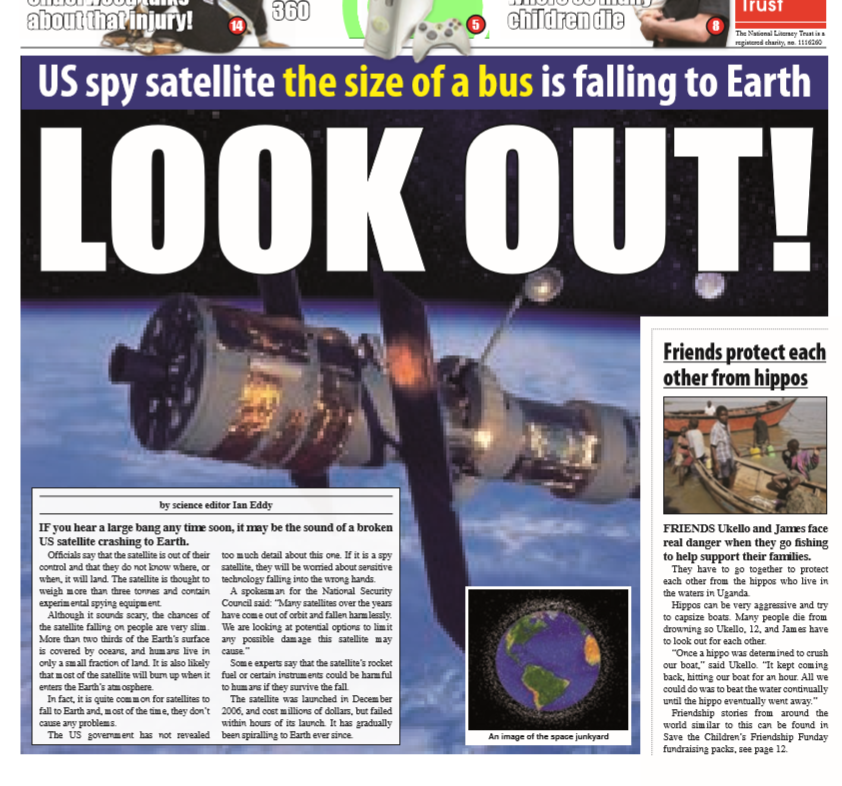 about that injury!
14
360
5
children die
8
Trust
The National Literacy Trust is a
registered charity, no. 1116260
US spy satellite the size of a bus is falling to Earth
LOOK OUT!
by science editor Ian Eddy
IF you hear a large bang any time soon, it may be the sound of a broken
US satellite crashing to Earth.
Officials say that the satellite is out of their
control and that they do not know where, or
when, it will land. The satellite is thought to
weigh more than three tonnes and contain
experimental spying equipment.
Although it sounds scary, the chances of
the satellite falling on people are very slim.
More than two thirds of the Earth's surface
is covered by oceans, and humans live in
only a small fraction of land. It is also likely
that most of the satellite will burn up when it
enters the Earth's atmosphere.
In fact, it is quite common for satellites to
fall to Earth and, most of the time, they don't
cause any problems.
The US government has not revealed
too much detail about this one. If it is a spy
satellite, they will be worried about sensitive
technology falling into the wrong hands.
A spokesman for the National Security
Council said: "Many satellites over the years
have come out of orbit and fallen harmlessly.
We are looking at potential options to limit
any possible damage this satellite may
cause."
Some experts say that the satellite's rocket
fuel or certain instruments could be harmful
to humans if they survive the fall.
The satellite was launched in December
2006, and cost millions of dollars, but failed
within hours of its launch. It has gradually
been spiralling to Earth ever since.
An image of the space junkyard
Friends protect each
other from hippos
FRIENDS Ukello and James face
real danger when they go fishing
to help support their families.
They have to go together to protect
each other from the hippos who live in
the waters in Uganda.
Hippos can be very aggressive and try
to capsize boats. Many people die from
drowning so Ukello, 12, and James have
to look out for each other.
"Once a hippo was determined to crush
our boat," said Ukello. "It kept coming
back, hitting our boat for an hour. All we
could do was to beat the water continually
until the hippo eventually went away."
Friendship stories from around the
world similar to this can be found in
Save the Children's Friendship Funday
fundraising packs, see page 12.